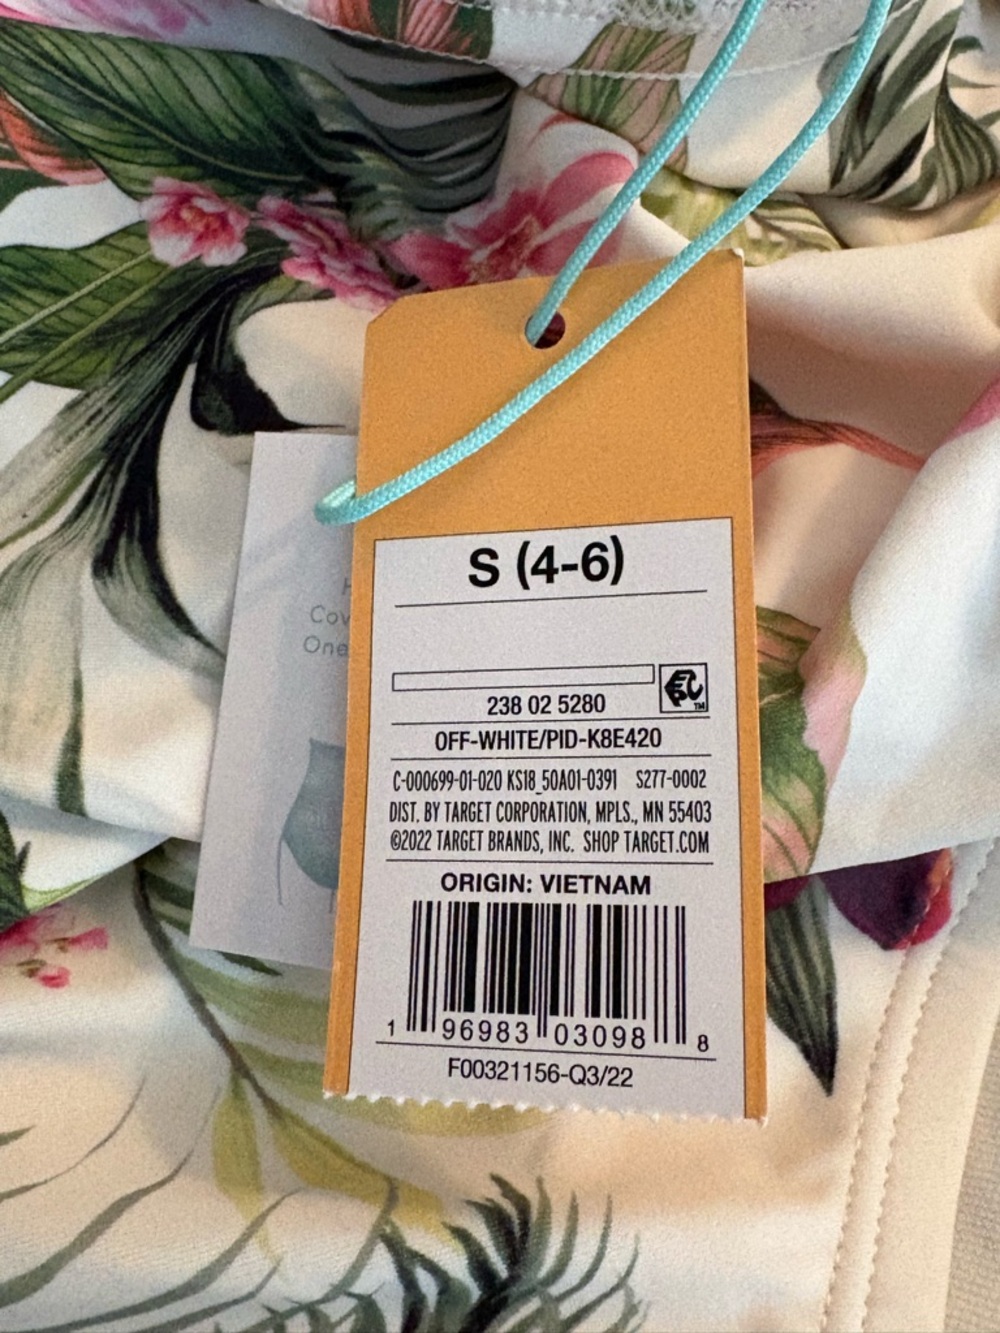 S (4-6)
238 02 5280
OFF-WHITE/PID-K8E420
C-000699-01-020 KS18_50A01-0391 S277-0002
DIST. BY TARGET CORPORATION, MPLS., MN 55403
©2022 TARGET BRANDS, INC. SHOP TARGET.COM
ORIGIN: VIETNAM
1 96983 03098 8
F00321156-Q3/22
One